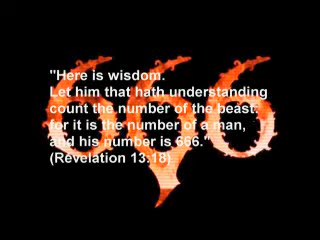 "Here is wisdom.
Let him that hath understanding
count the number of the beast:
for it is the number of a man,
and his number is 666."
(Revelation 13:18)
666